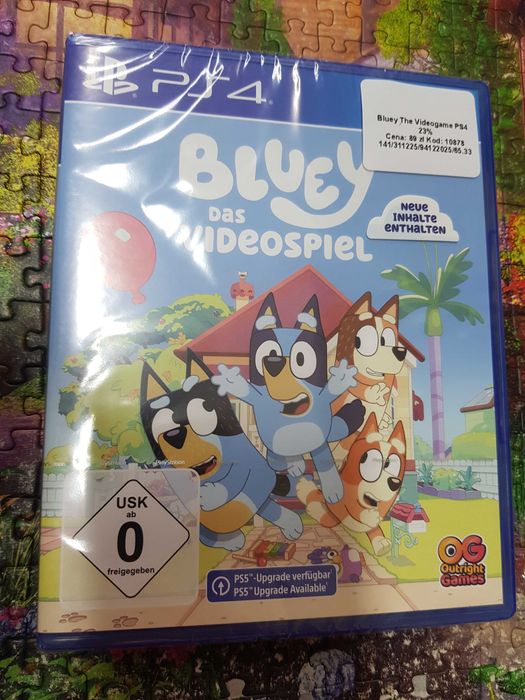 PS4
Bluey The Videogame PS4
23%
Cena: 89 zł Kod: 10878
141/311225/94122025/65.33
BLUEY
DAS
VIDEOSPIEL
NEUE
INHALTE
ENTHALTEN
PlayStation
USK
ab
0
freigegeben
PS5™-Upgrade verfügbar
PS5™ Upgrade Available
OG
Outright
Games